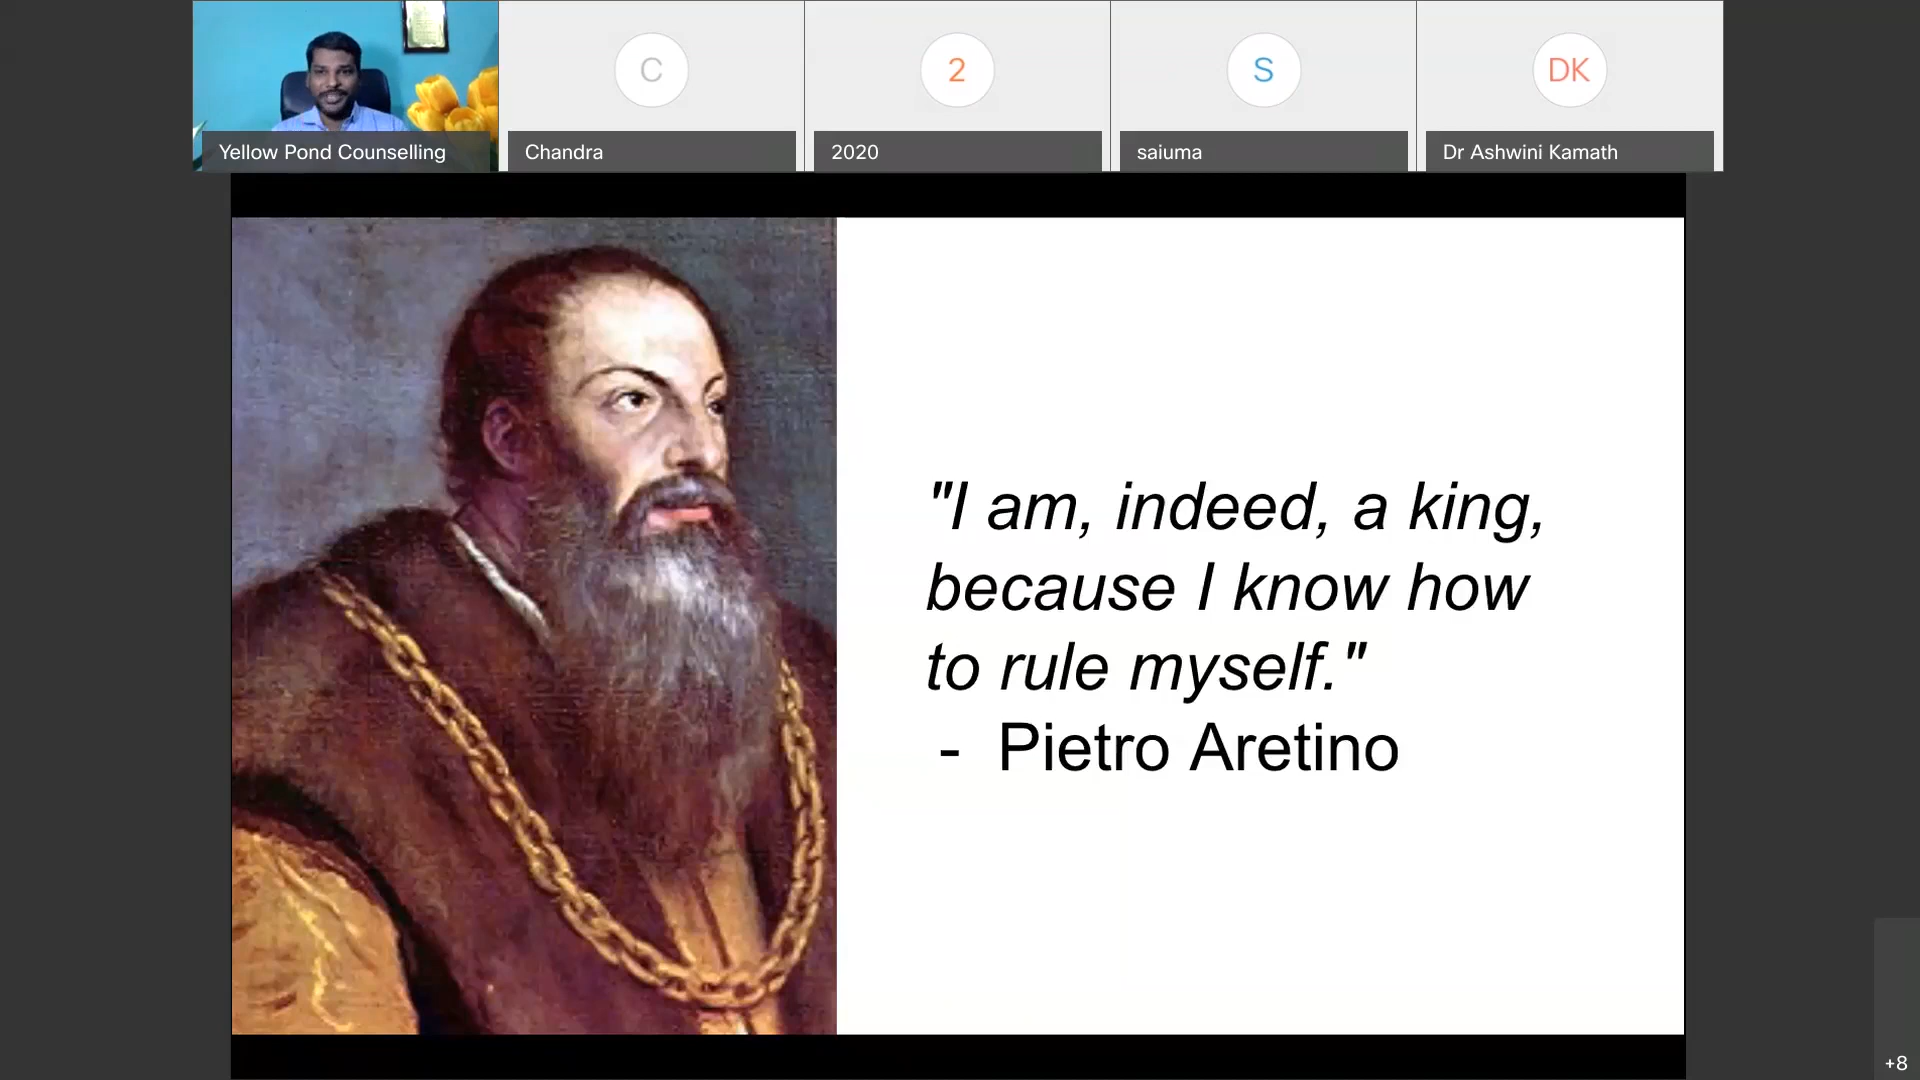 C
2
S
DK
Yellow Pond Counselling
Chandra
2020
saiuma
Dr Ashwini Kamath
"I am, indeed, a king,
because I know how
to rule myself."
- Pietro Aretino
+8